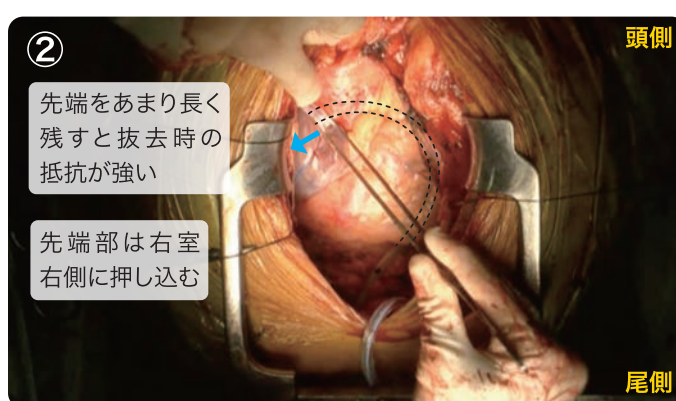 ②
頭側
先端をあまり長く
残すと抜去時の
抵抗が強い
先端部は右室
右側に押し込む
尾側